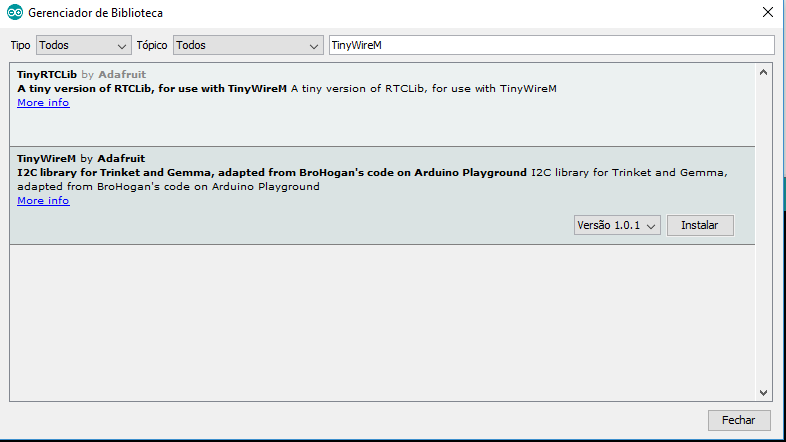 Gerenciador de Biblioteca
Tipo Todos Tópico Todos TinyWireM
TinyRTCLib by Adafruit
A tiny version of RTCLib, for use with TinyWireM A tiny version of RTCLib, for use with TinyWireM
More info
TinyWireM by Adafruit
I2C library for Trinket and Gemma, adapted from BroHogan's code on Arduino Playground I2C library for Trinket and Gemma,
adapted from BroHogan's code on Arduino Playground
More info
Versão 1.0.1 Instalar
Fechar